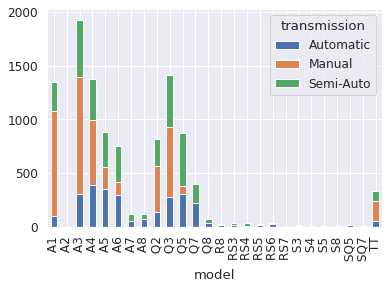 transmission
Automatic
Manual
Semi-Auto
2000
1500
1000
500
0
A1
A2
A3
A4
A5
A6
A7
A8
Q2
Q3
Q5
Q7
Q8
R8
RS3
RS4
RS5
RS6
RS7
S3
S4
S5
S8
SQ5
SQ7
TT
model